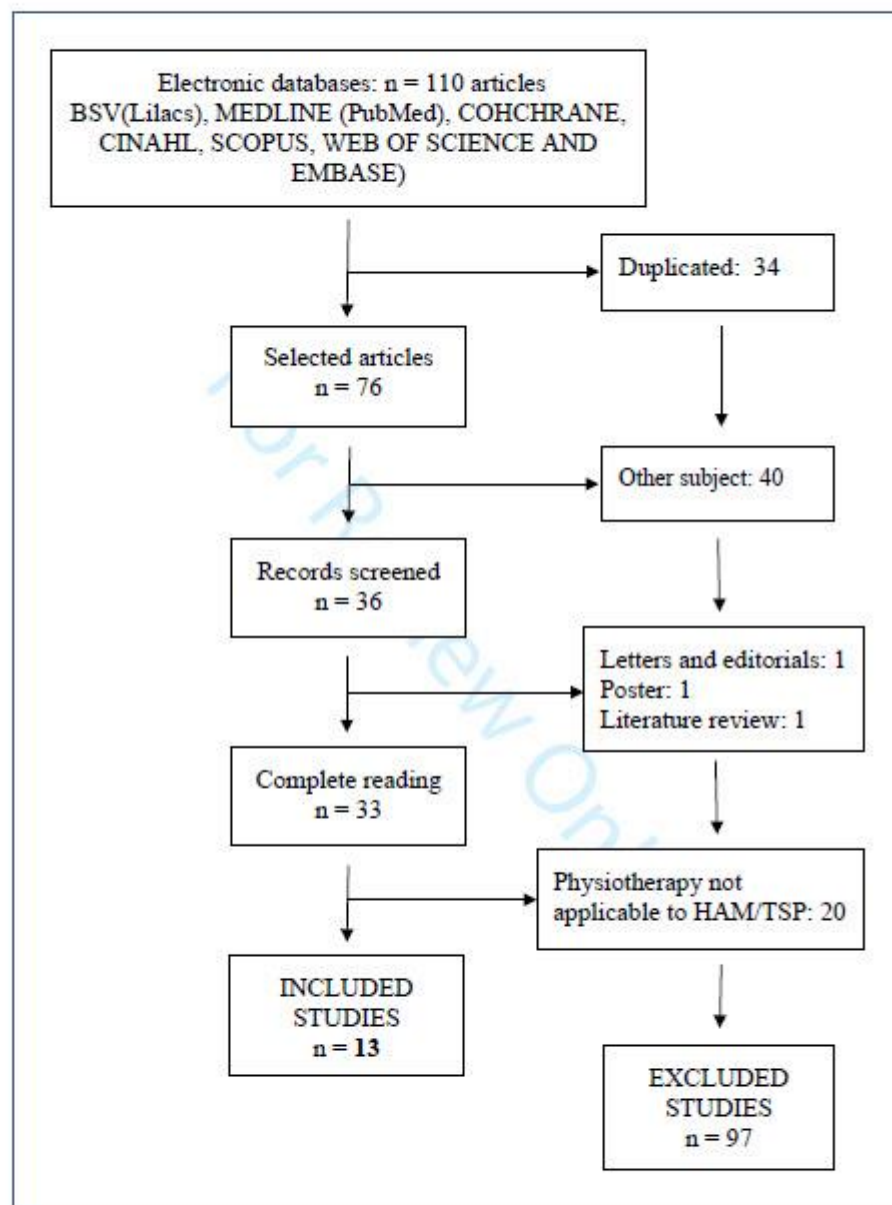 Electronic databases: n = 110 articles
BSV(Lilacs), MEDLINE (PubMed), COHCHRANE,
CINAHL, SCOPUS, WEB OF SCIENCE AND
EMBASE)
Duplicated: 34
Selected articles
n = 76
Other subject: 40
Records screened
n = 36
Letters and editorials: 1
Poster: 1
Literature review: 1
Complete reading
n = 33
Physiotherapy not
applicable to HAM/TSP: 20
INCLUDED
STUDIES
n = 13
EXCLUDED
STUDIES
n = 97